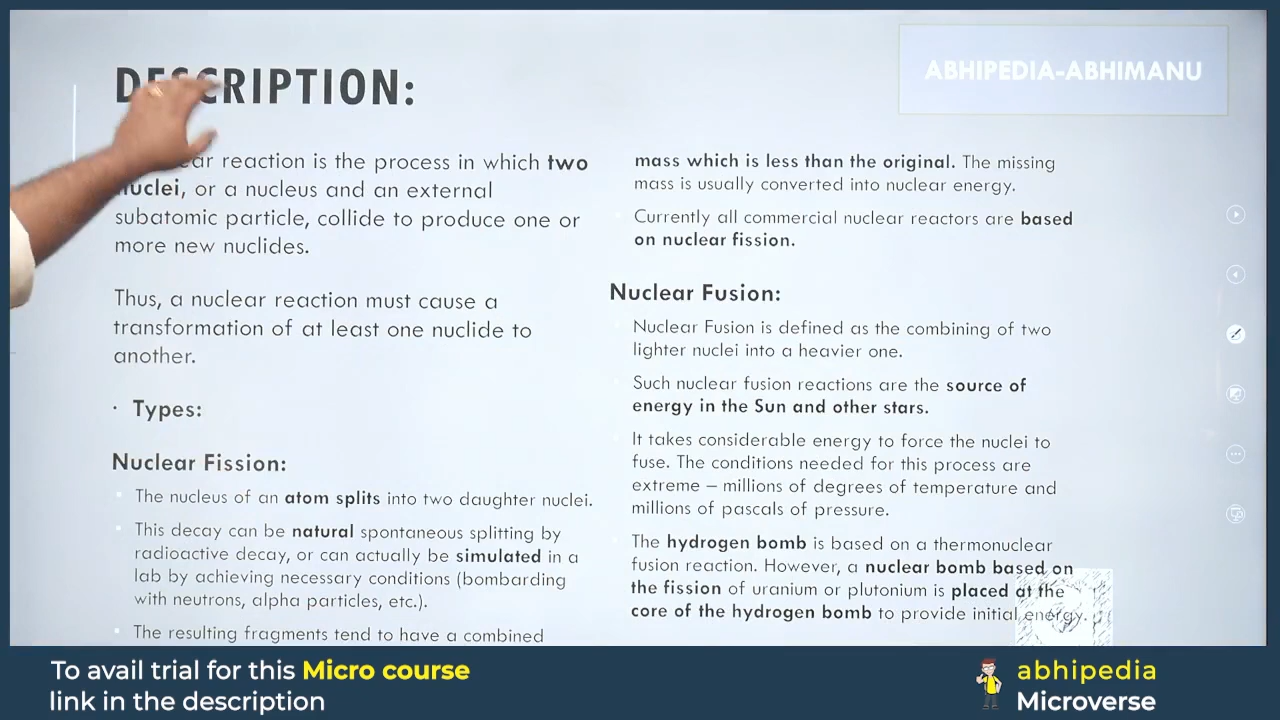 DESCRIPTION:
ABHIPEDIA-ABHIMANU
reaction is the process in which two
nuclei, or a nucleus and an external
subatomic particle, collide to produce one or
more new nuclides.
Thus, a nuclear reaction must cause a
transformation of at least one nuclide to
another.
· Types:
Nuclear Fission:
The nucleus of an atom splits into two daughter nuclei.
This decay can be natural spontaneous splitting by
radioactive decay, or can actually be simulated in a
lab by achieving necessary conditions (bombarding
with neutrons, alpha particles, etc.).
The resulting fragments tend to have a combined
mass which is less than the original. The missing
mass is usually converted into nuclear energy.
Currently all commercial nuclear reactors are based
on nuclear fission.
Nuclear Fusion:
Nuclear Fusion is defined as the combining of two
lighter nuclei into a heavier one.
Such nuclear fusion reactions are the source of
energy in the Sun and other stars.
It takes considerable energy to force the nuclei to
fuse. The conditions needed for this process are
extreme – millions of degrees of temperature and
millions of pascals of pressure.
The hydrogen bomb is based on a thermonuclear
fusion reaction. However, a nuclear bomb based on
the fission of uranium or plutonium is placed at the
core of the hydrogen bomb to provide initial energy.
To avail trial for this Micro course
link in the description
abhipedia
Microverse